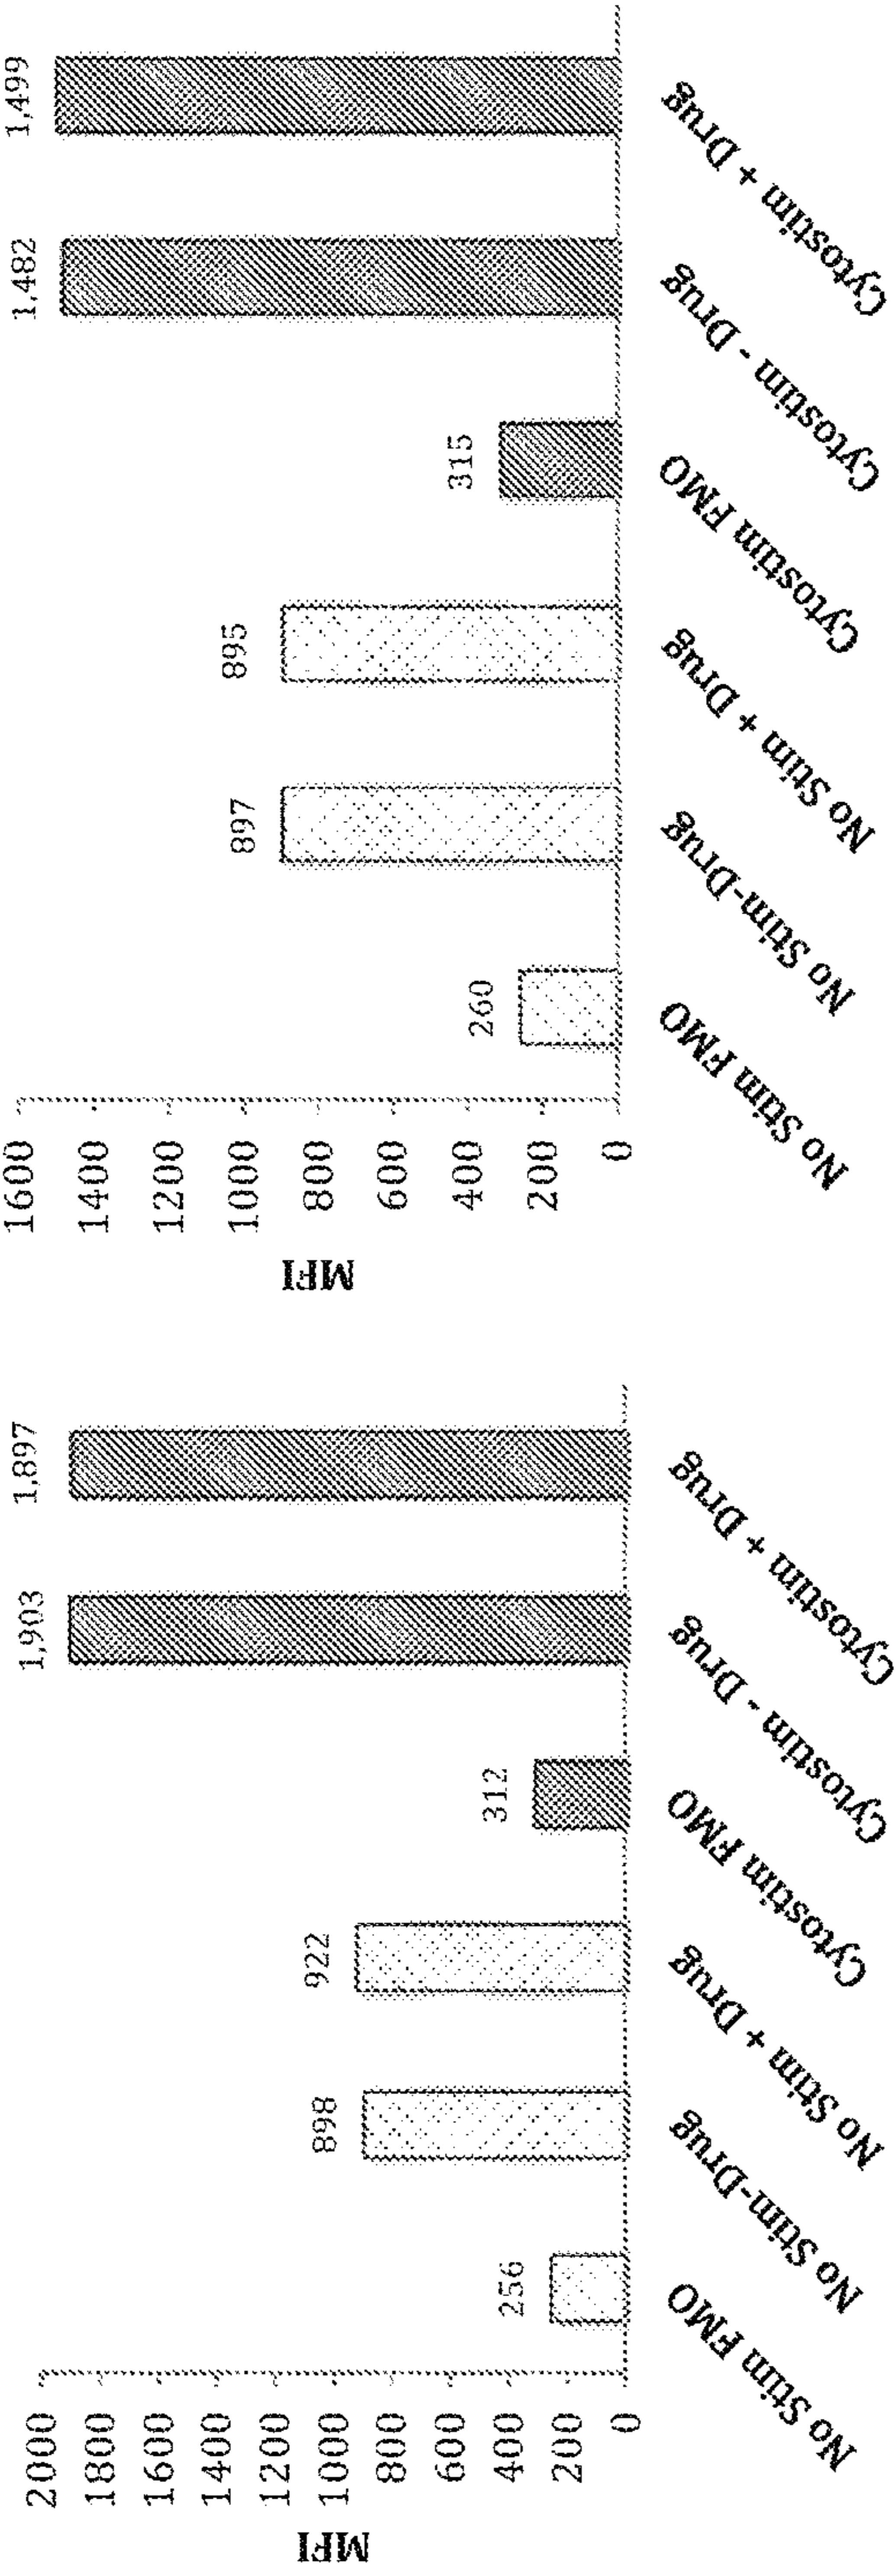 MFI
2000
1800
1600
1400
1200
1000
800
600
400
200
0
256
898
922
312
1,903
1,897
No Stim FMO
No Stim-Drug
No Stim + Drug
Cytostim FMO
Cytostim - Drug
Cytostim + Drug
MFI
1600
1400
1200
1000
800
600
400
200
0
260
897
895
315
1,482
1,499
No Stim FMO
No Stim-Drug
No Stim + Drug
Cytostim FMO
Cytostim - Drug
Cytostim + Drug